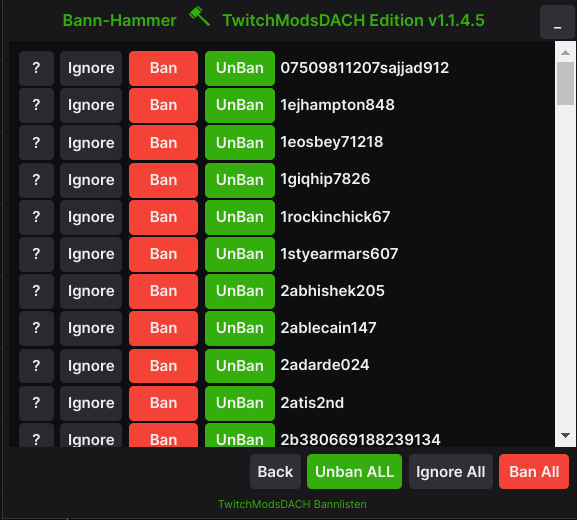 Bann-Hammer TwitchModsDACH Edition v1.1.4.5 _
? Ignore Ban UnBan 07509811207sajjad912
? Ignore Ban UnBan 1ejhampton848
? Ignore Ban UnBan 1eosbey71218
? Ignore Ban UnBan 1giqhip7826
? Ignore Ban UnBan 1rockinchick67
? Ignore Ban UnBan 1styearmars607
? Ignore Ban UnBan 2abhishek205
? Ignore Ban UnBan 2ablecain147
? Ignore Ban UnBan 2adarde024
? Ignore Ban UnBan 2atis2nd
? Ignore Ban UnBan 2b380669188239134
Back Unban ALL Ignore All Ban All
TwitchModsDACH Bannlisten